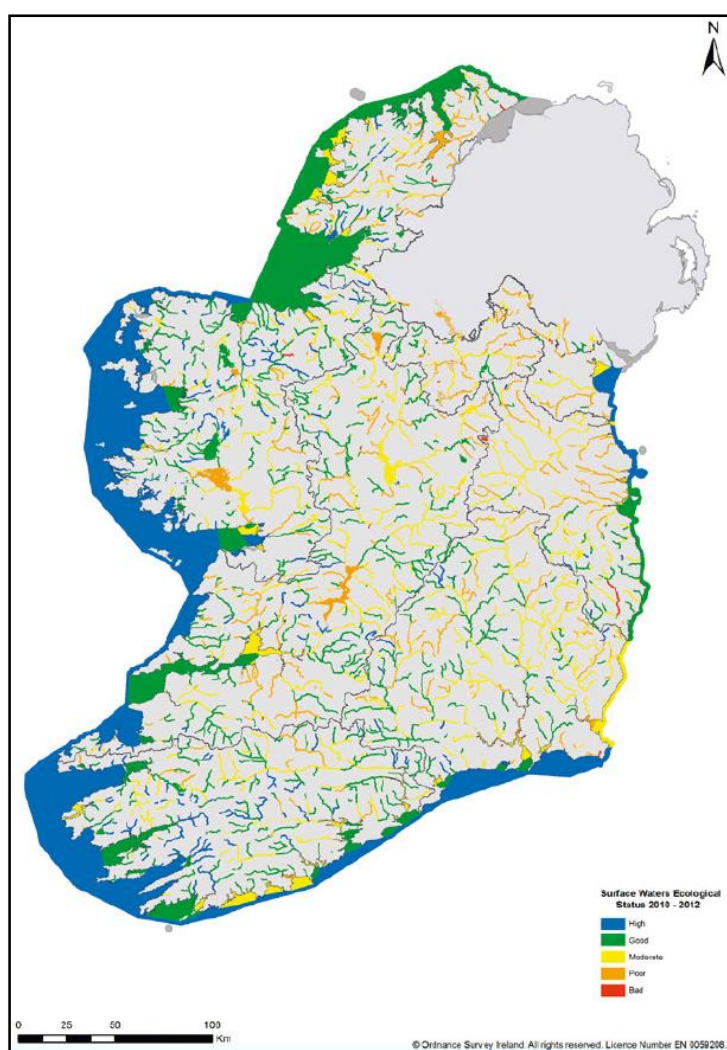 N
Surface Waters Ecological
Status 2010 - 2012
High
Good
Moderate
Poor
Bad
0 25 50 100
Km
© Ordnance Survey Ireland. All rights reserved. Licence Number EN 0059206.